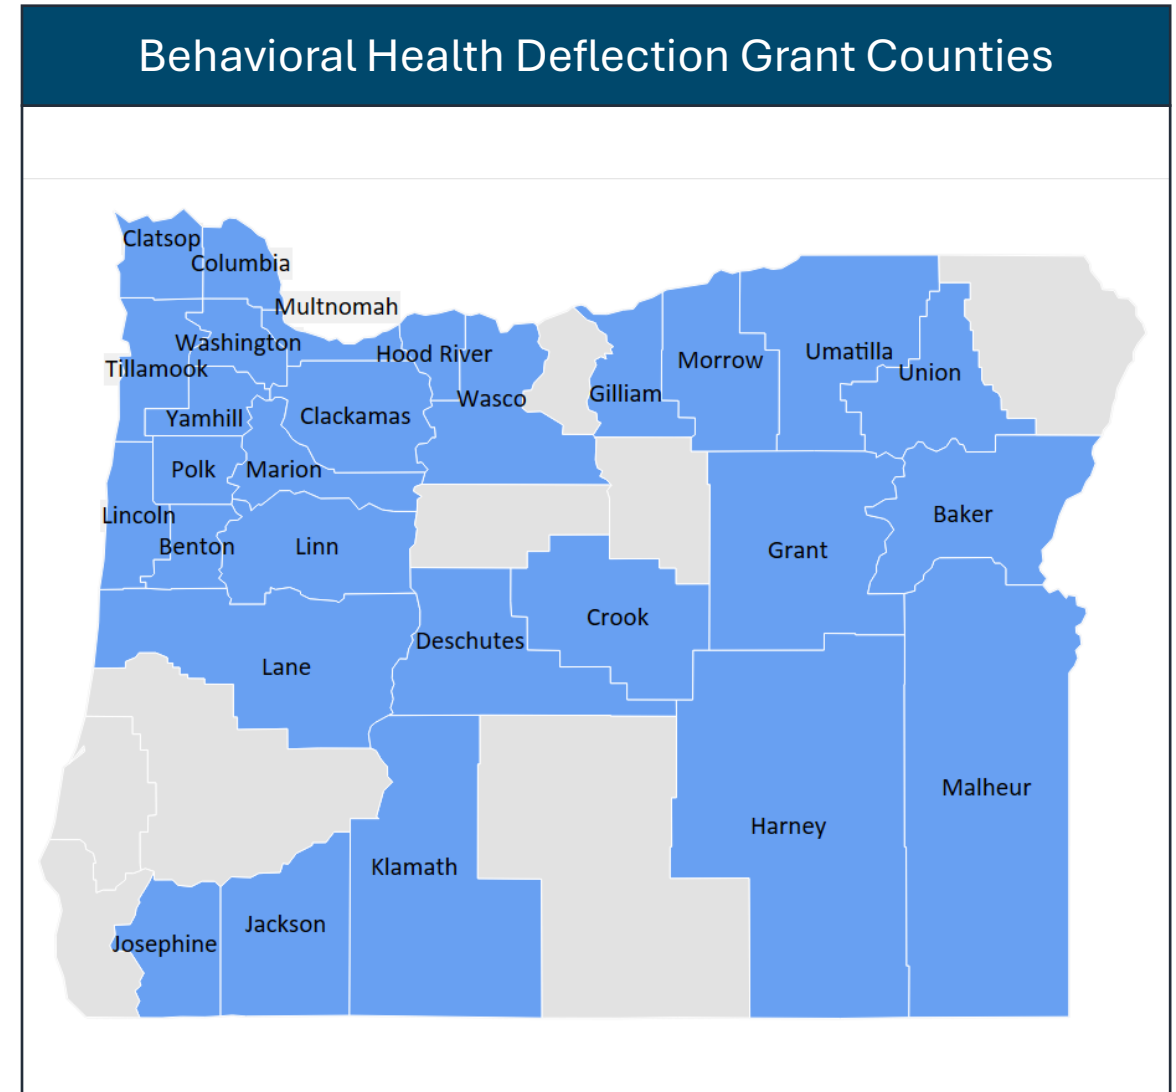 Behavioral Health Deflection Grant Counties
Clatsop
Columbia
Multnomah
Washington
Hood River
Tillamook
Umatilla
Morrow
Union
Gilliam
Wasco
Yamhill
Clackamas
Polk
Marion
Lincoln
Baker
Benton
Linn
Grant
Crook
Deschutes
Lane
Malheur
Harney
Klamath
Jackson
Josephine